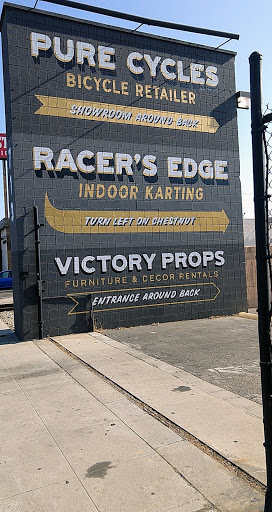 PURE CYCLES
BICYCLE RETAILER
SHOWROOM AROUND BACK
RACER'S EDGE
INDOOR KARTING
TURN LEFT ON CHESTNUT
VICTORY PROPS
FURNITURE & DECOR RENTALS
ENTRANCE AROUND BACK